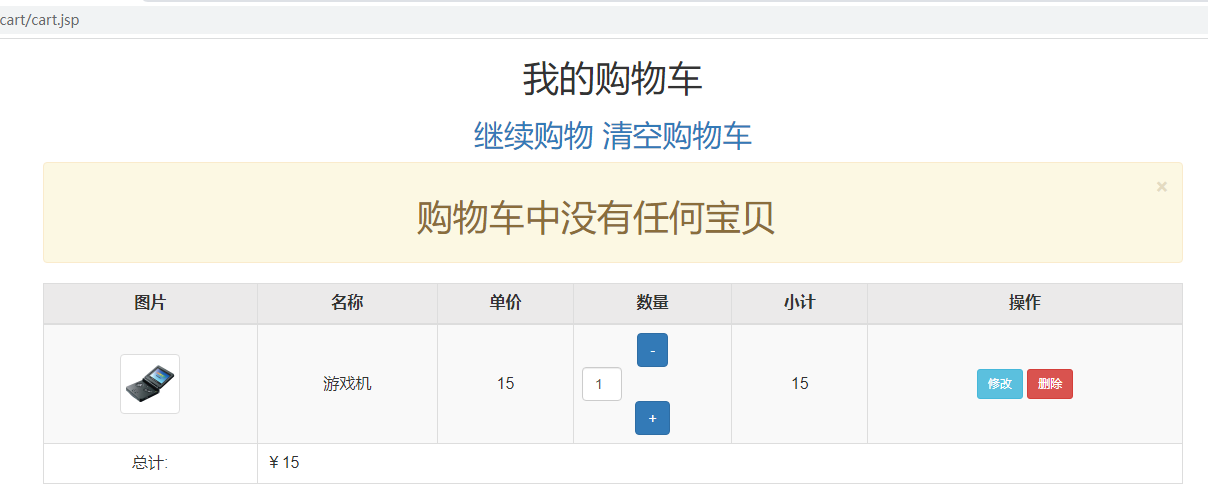 cart/cart.jsp
我的购物车
继续购物 清空购物车
×
购物车中没有任何宝贝
图片 名称 单价 数量 小计 操作
-
游戏机 15 1 15 修改 删除
+
总计: ¥15